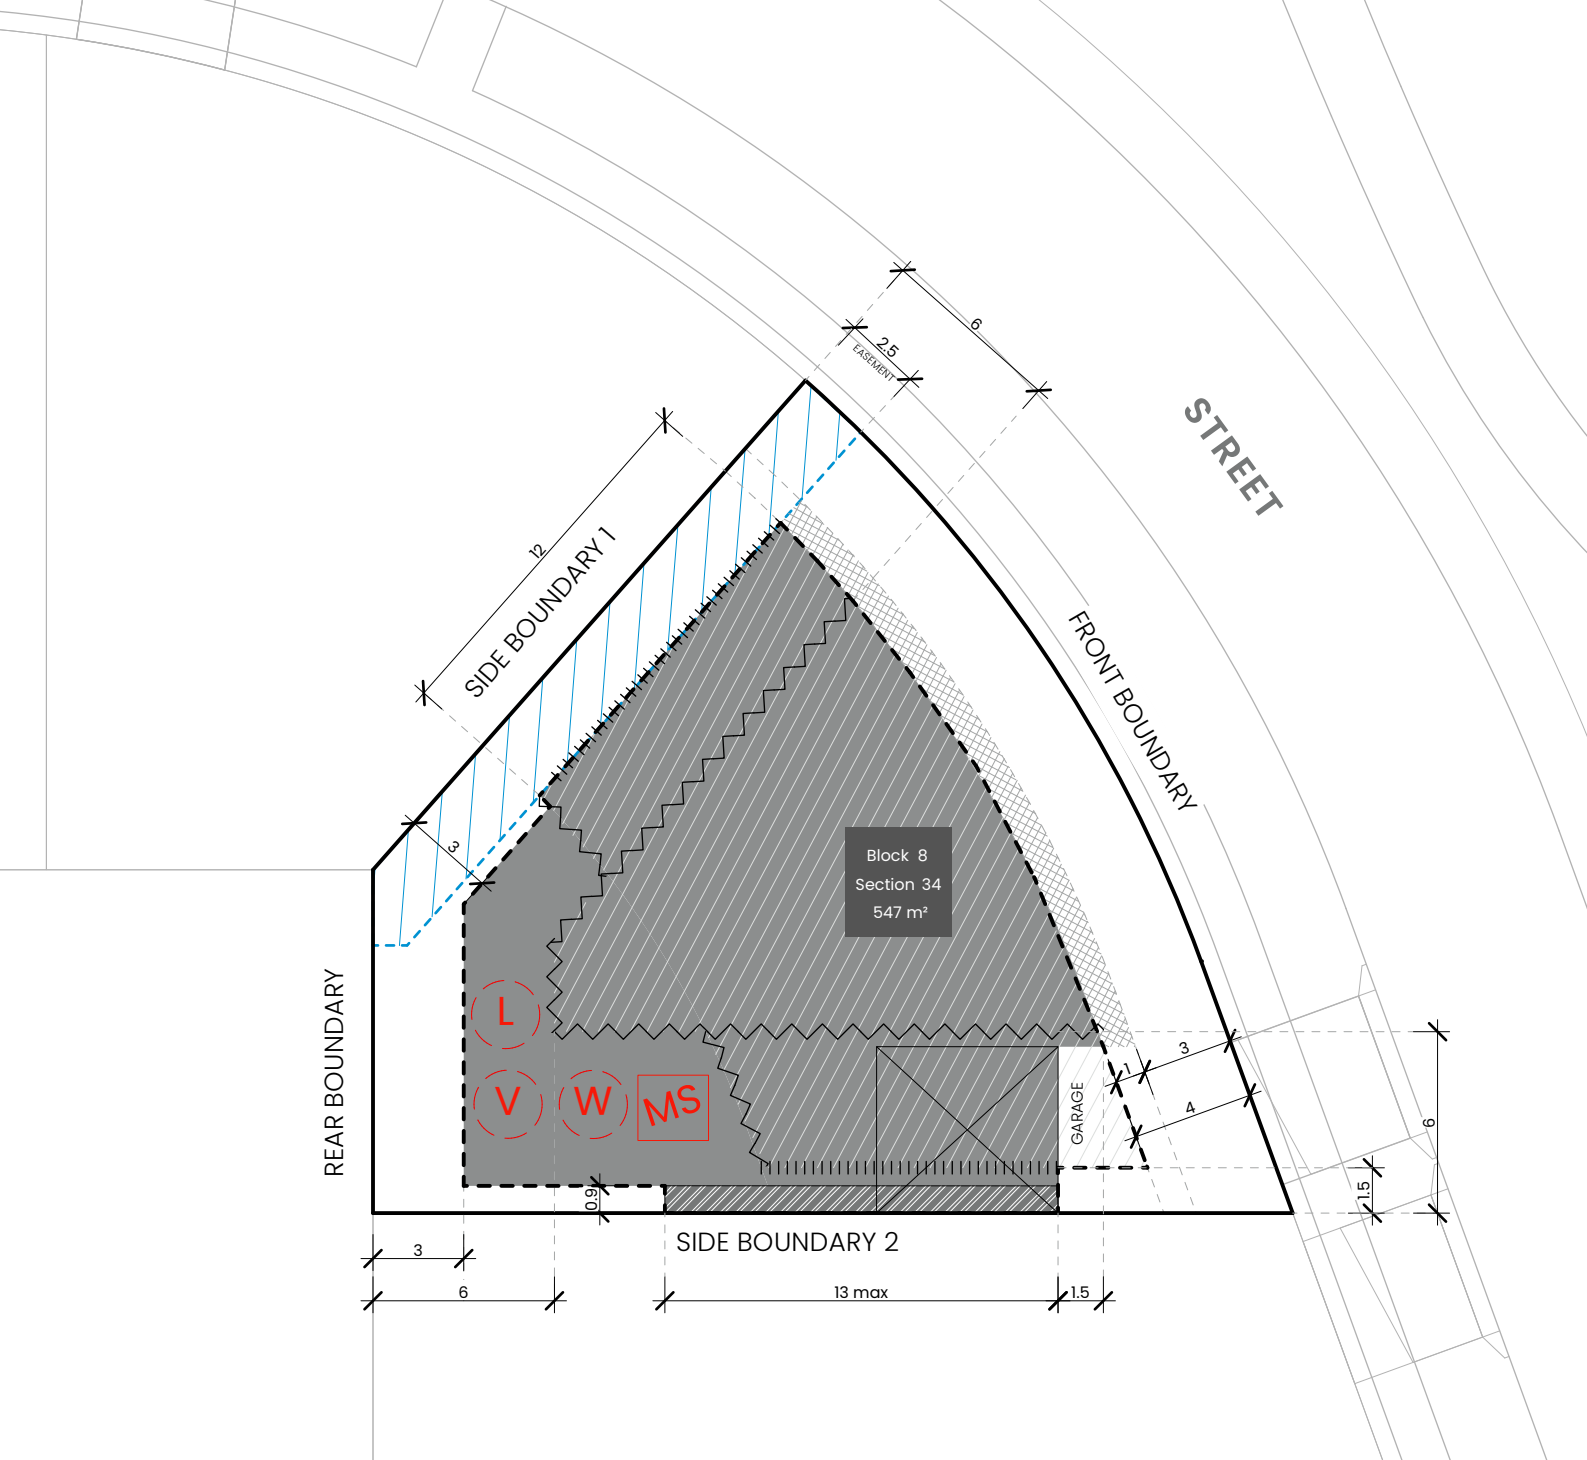 6
2.5
EASEMENT
STREET
12
SIDE BOUNDARY 1
FRONT BOUNDARY
3
Block 8
Section 34
547 m²
REAR BOUNDARY
L
V
W
MS
GARAGE
1
3
4
6
1.5
0.9
SIDE BOUNDARY 2
3
6
13 max
1.5